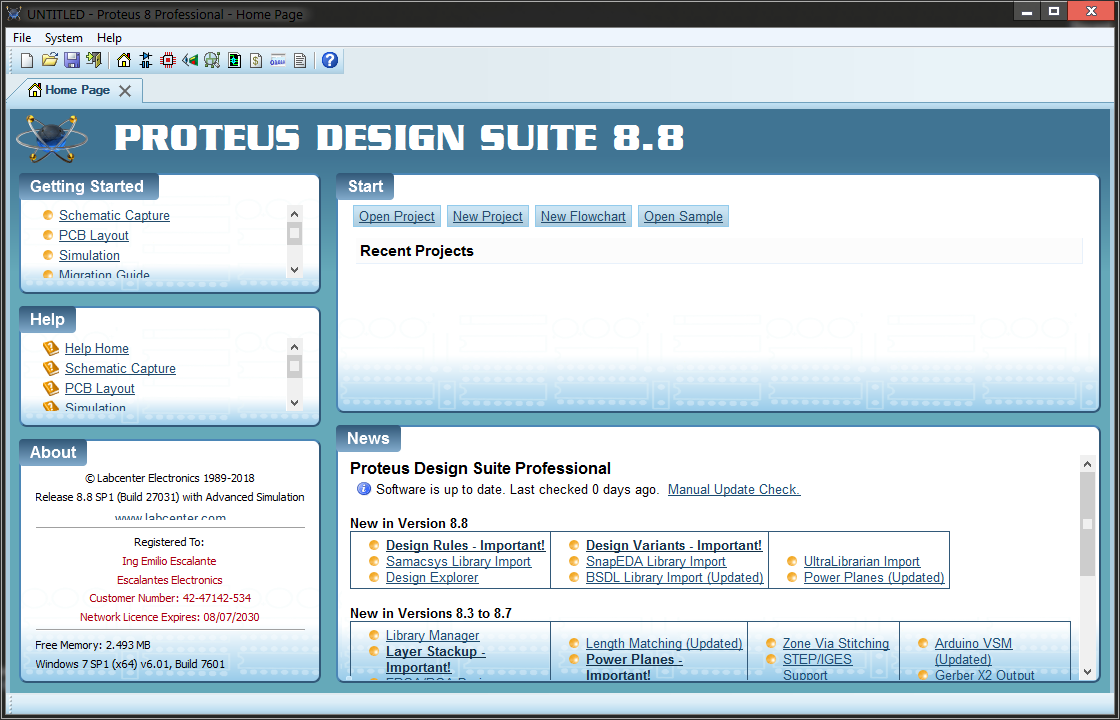 UNTITLED - Proteus 8 Professional - Home Page
File System Help
Home Page
PROTEUS DESIGN SUITE 8.8
Getting Started
Schematic Capture
PCB Layout
Simulation
Migration Guide
Help
Help Home
Schematic Capture
PCB Layout
Simulation
About
© Labcenter Electronics 1989-2018
Release 8.8 SP1 (Build 27031) with Advanced Simulation
www.labcenter.com
Registered To:
Ing Emilio Escalante
Escalantes Electronics
Customer Number: 42-47142-534
Network Licence Expires: 08/07/2030
Free Memory: 2.493 MB
Windows 7 SP1 (x64) v6.01, Build 7601
Start
Open Project New Project New Flowchart Open Sample
Recent Projects
News
Proteus Design Suite Professional
Software is up to date. Last checked 0 days ago. Manual Update Check.
New in Version 8.8
Design Rules - Important!
Samacsys Library Import
Design Explorer
Design Variants - Important!
SnapEDA Library Import
BSDL Library Import (Updated)
UltraLibrarian Import
Power Planes (Updated)
New in Versions 8.3 to 8.7
Library Manager
Layer Stackup -
Important!
Length Matching (Updated)
Power Planes -
Important!
Zone Via Stitching
STEP/IGES
Support
Arduino VSM
(Updated)
Gerber X2 Output